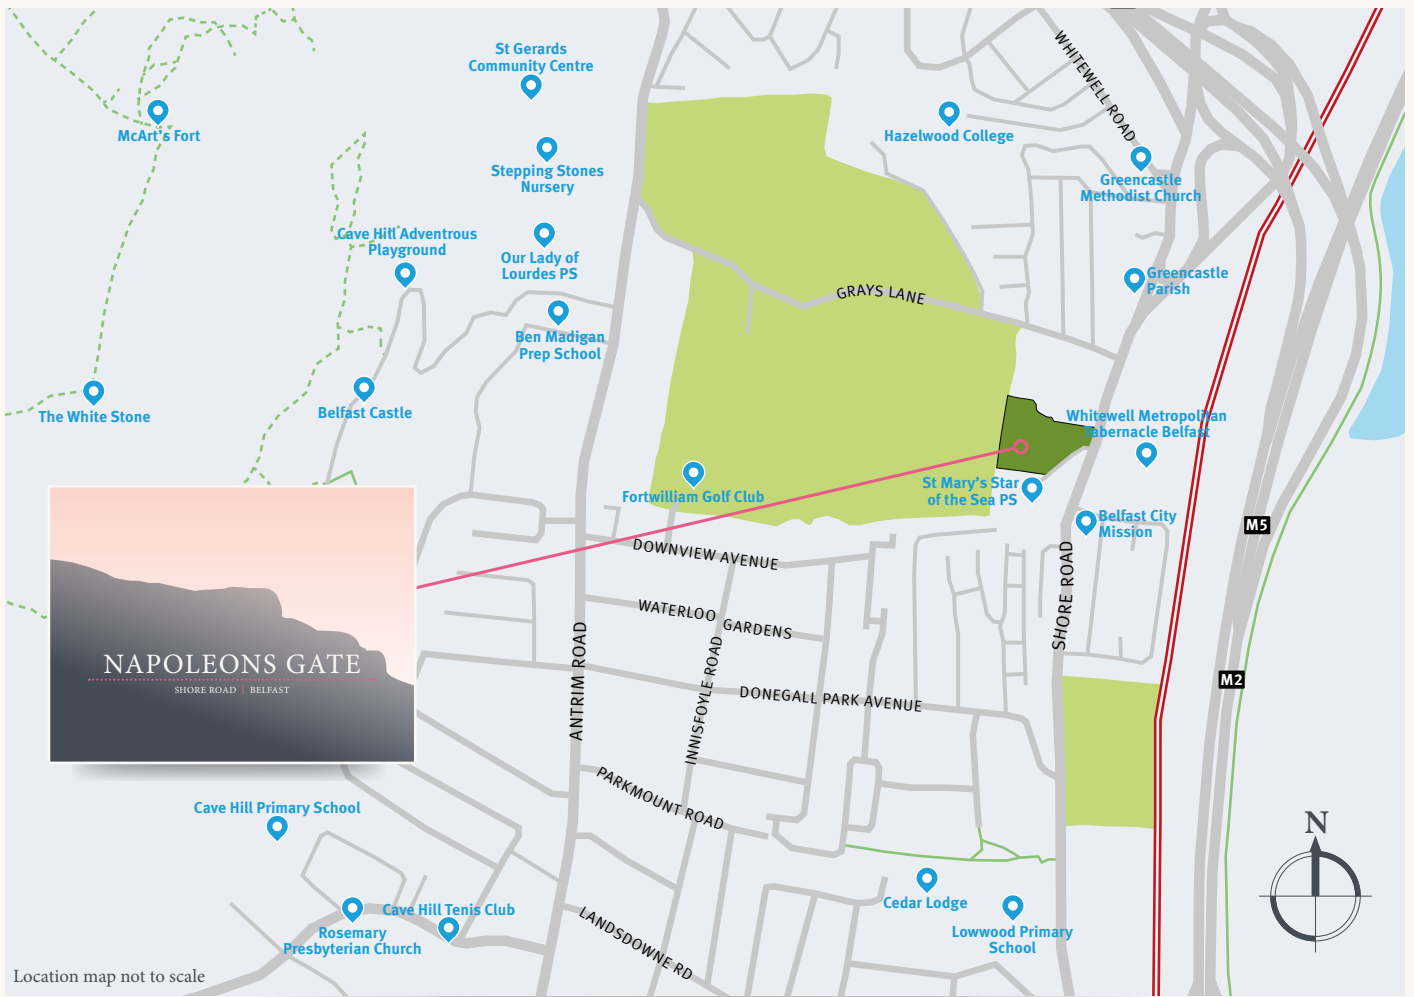 St Gerards
Community Centre
WHITEWELL ROAD
McArt's Fort
Hazelwood College
Stepping Stones
Nursery
Greencastle
Methodist Church
Cave Hill Adventrous
Playground
Our Lady of
Lourdes PS
Greencastle
Parish
GRAYS LANE
Ben Madigan
Prep School
The White Stone
Belfast Castle
Whitewell Metropolitan
Tabernacle Belfast
Fortwilliam Golf Club
St Mary's Star
of the Sea PS
Belfast City
Mission
M5
DOWNVIEW AVENUE
SHORE ROAD
WATERLOO GARDENS
ANTRIM ROAD
INNISFOYLE ROAD
NAPOLEONS GATE
SHORE ROAD | BELFAST
M2
DONEGALL PARK AVENUE
PARKMOUNT ROAD
Cave Hill Primary School
N
Cave Hill Tenis Club
Rosemary
Presbyterian Church
LANDSDOWNE RD
Cedar Lodge
Lowwood Primary
School
Location map not to scale